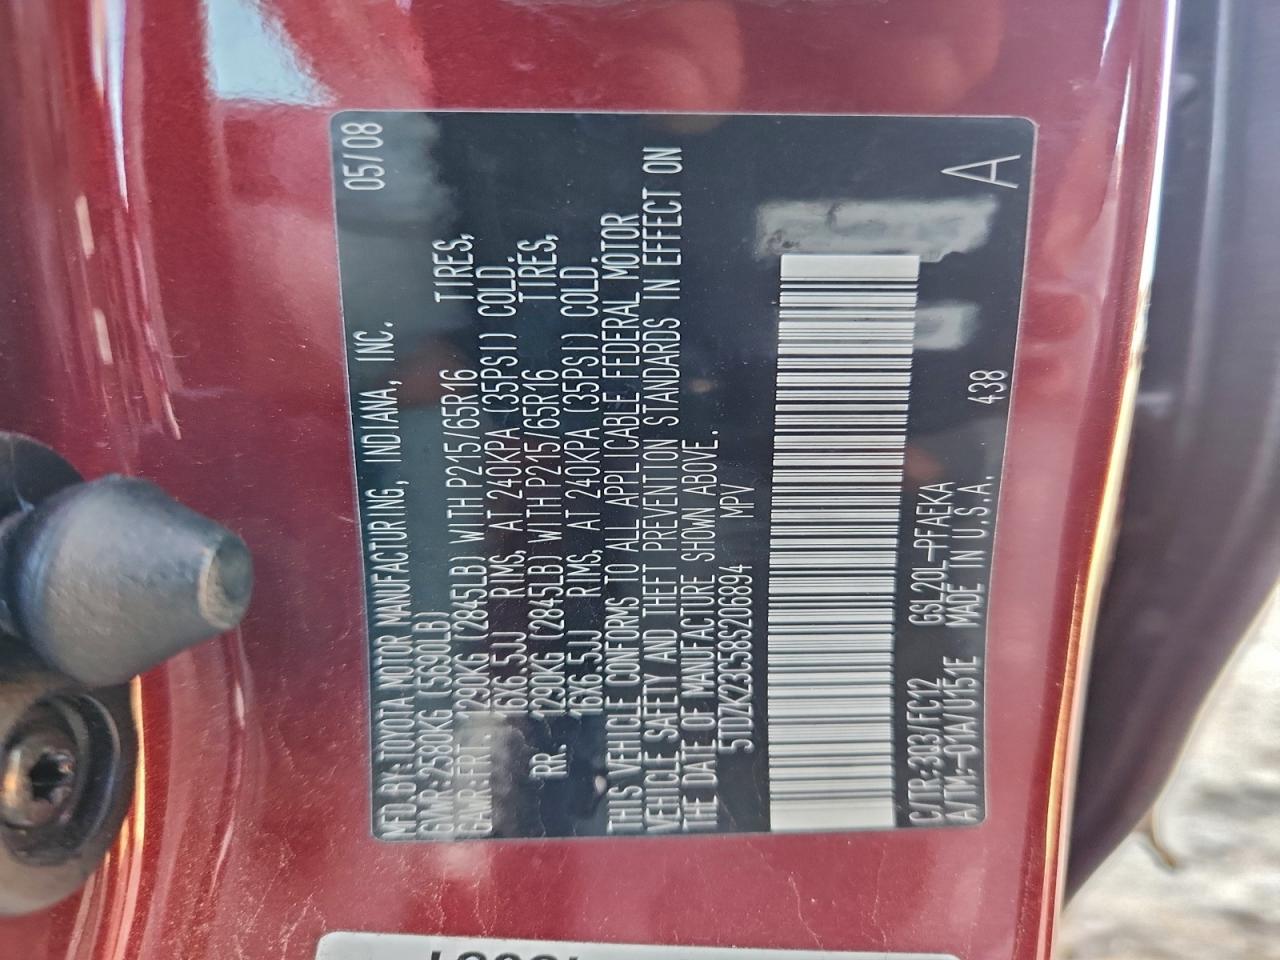 MFD.BY:TOYOTA MOTOR MANUFACTURING, INDIANA, INC. 05/08
GVWR:2580KG (5690LB)
GAWR:FRT. 1290KG (2845LB) WITH P215/65R16 TIRES,
16X6.5JJ RIMS, AT 240KPA (35PSI) COLD.
RR. 1290KG (2845LB) WITH P215/65R16 TIRES,
16X6.5JJ RIMS, AT 240KPA (35PSI) COLD.
THIS VEHICLE CONFORMS TO ALL APPLICABLE FEDERAL MOTOR
VEHICLE SAFETY AND THEFT PREVENTION STANDARDS IN EFFECT ON
THE DATE OF MANUFACTURE SHOWN ABOVE.
5TDZK23C58S206894 MPV
C/TR:3Q3/FC12 GSL20L-PFAEKA 438 A
A/TM:-01A/U151E MADE IN U.S.A.